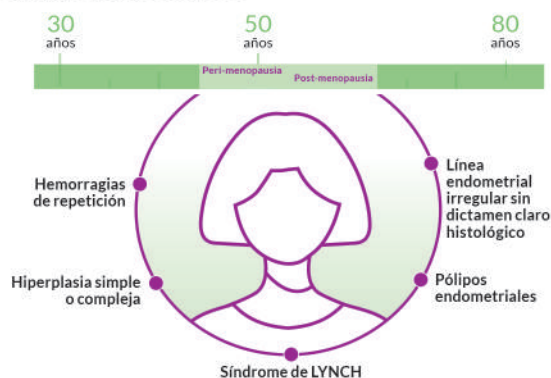 30
años
50
años
80
años
Peri-menopausia
Post-menopausia
Hemorragias
de repetición
Línea
endometrial
irregular sin
dictamen claro
histológico
Hiperplasia simple
o compleja
Pólipos
endometriales
Síndrome de LYNCH